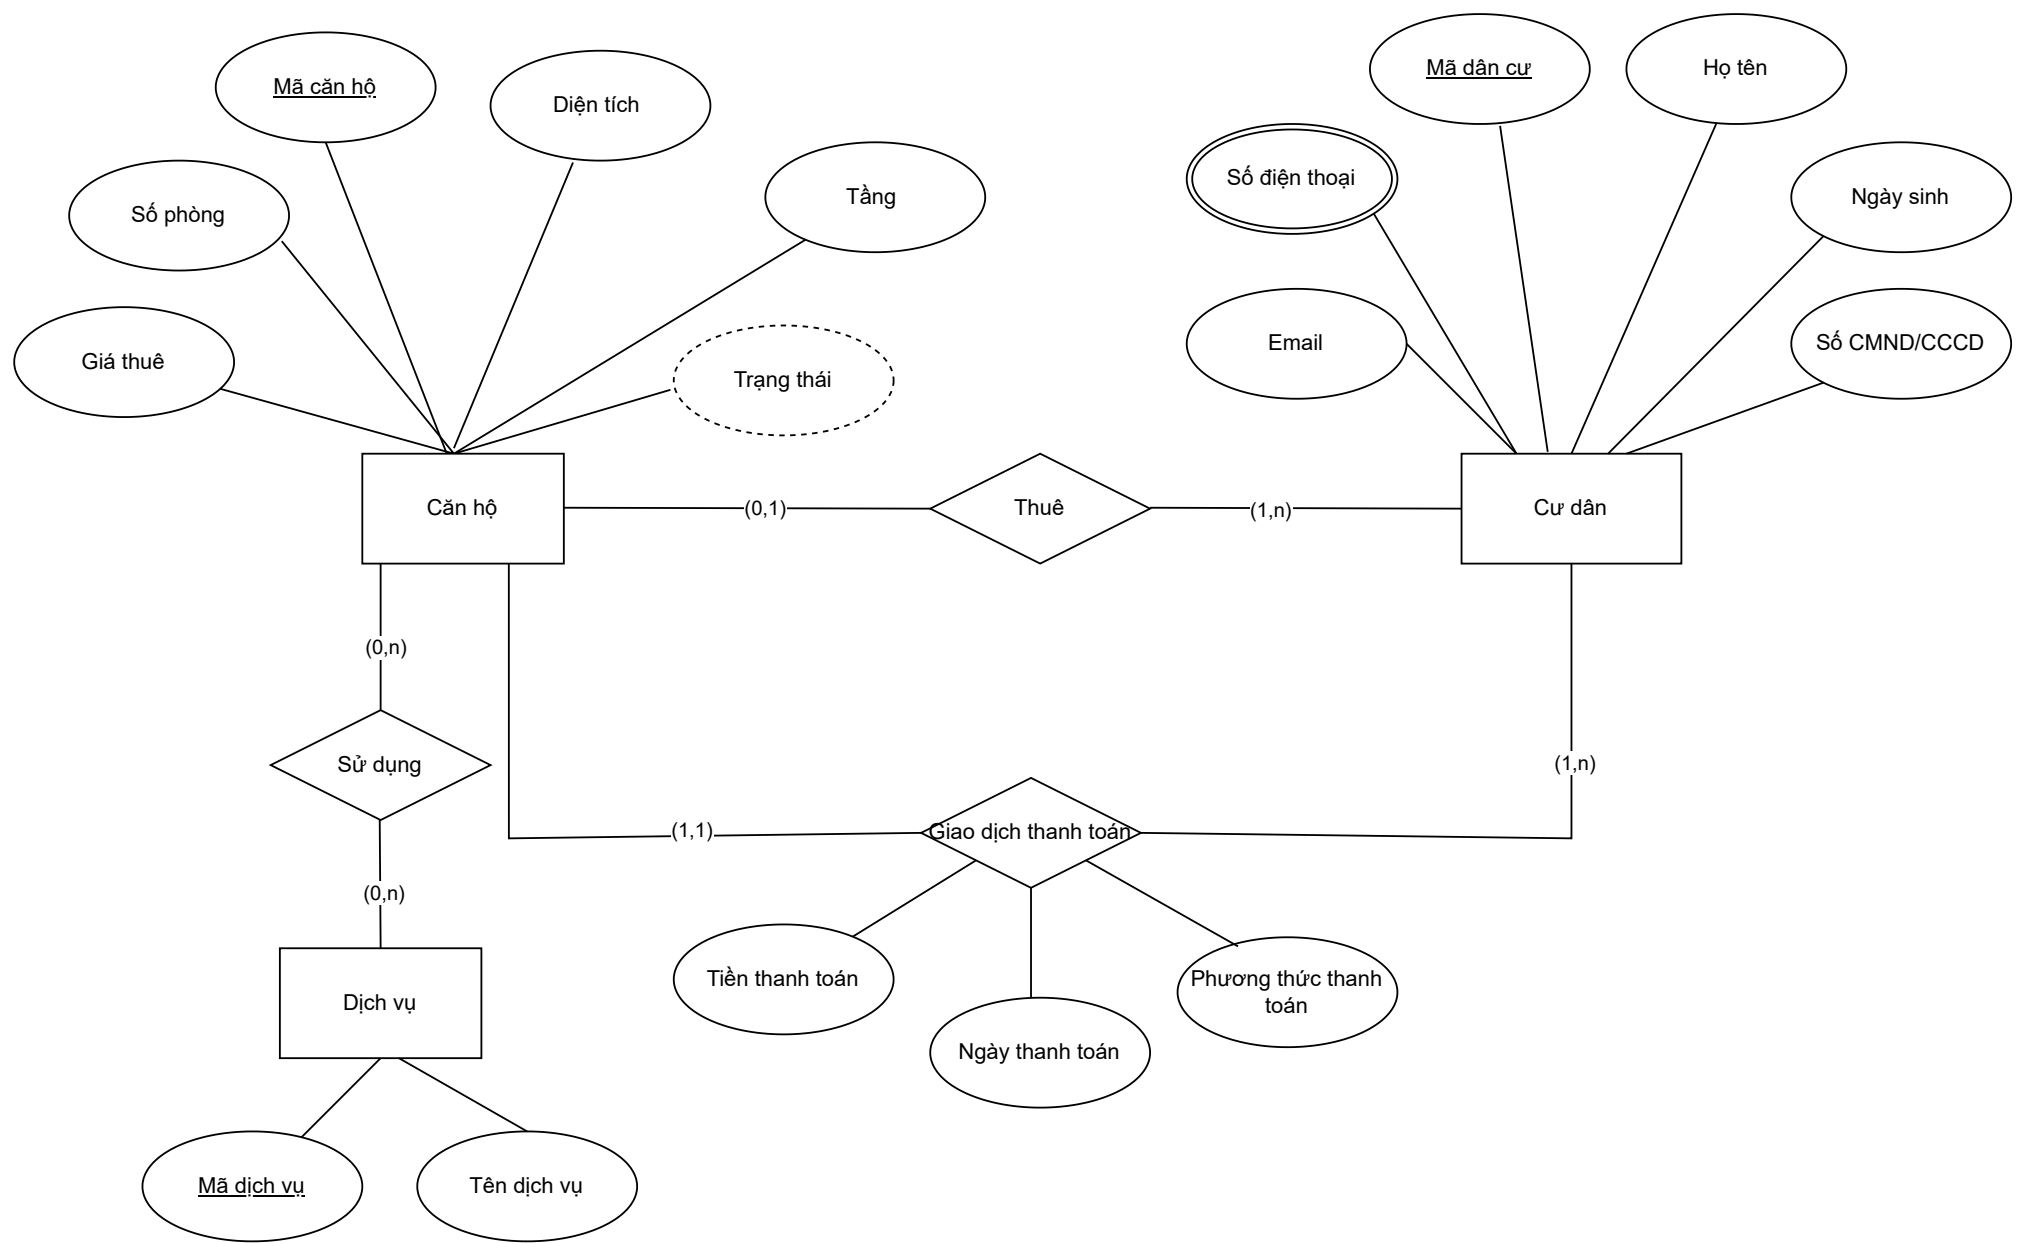 Mã căn hộ
Diện tích
Số phòng
Tầng
Giá thuê
Trạng thái
Mã dân cư
Họ tên
Số điện thoại
Ngày sinh
Email
Số CMND/CCCD
Căn hộ
(0,1)
Thuê
(1,n)
Cư dân
(0,n)
Sử dụng
(1,n)
(1,1)
Giao dịch thanh toán
(0,n)
Tiền thanh toán
Phương thức thanh
toán
Dịch vụ
Ngày thanh toán
Mã dịch vụ
Tên dịch vụ